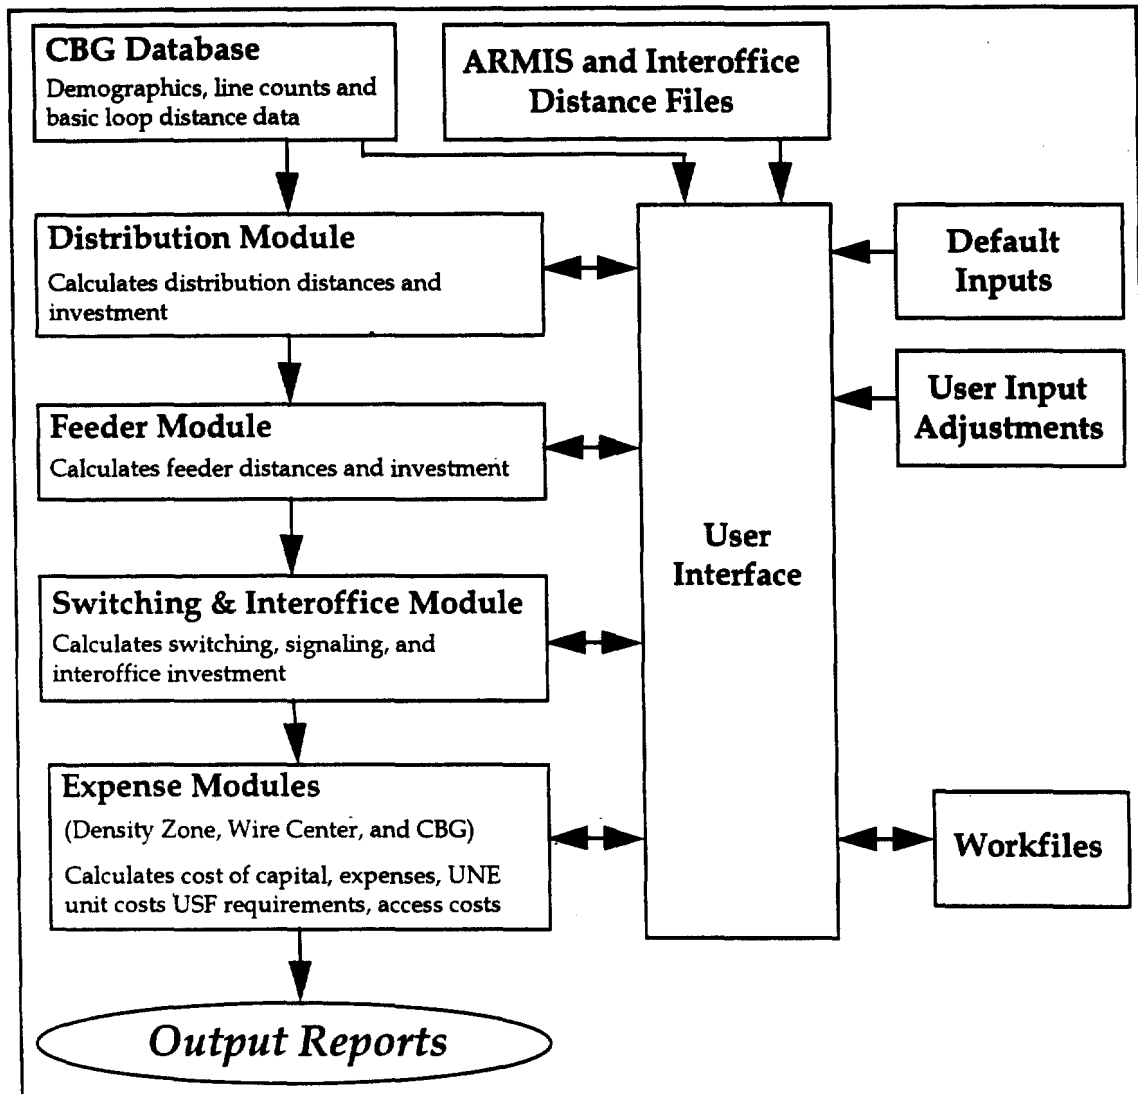 CBG Database
Demographics, line counts and
basic loop distance data
ARMIS and Interoffice
Distance Files
Distribution Module
Calculates distribution distances and
investment
Default
Inputs
User Input
Adjustments
Feeder Module
Calculates feeder distances and investment
User
Interface
Switching & Interoffice Module
Calculates switching, signaling, and
interoffice investment
Expense Modules
(Density Zone, Wire Center, and CBG)
Calculates cost of capital, expenses, UNE
unit costs USF requirements, access costs
Workfiles
Output Reports